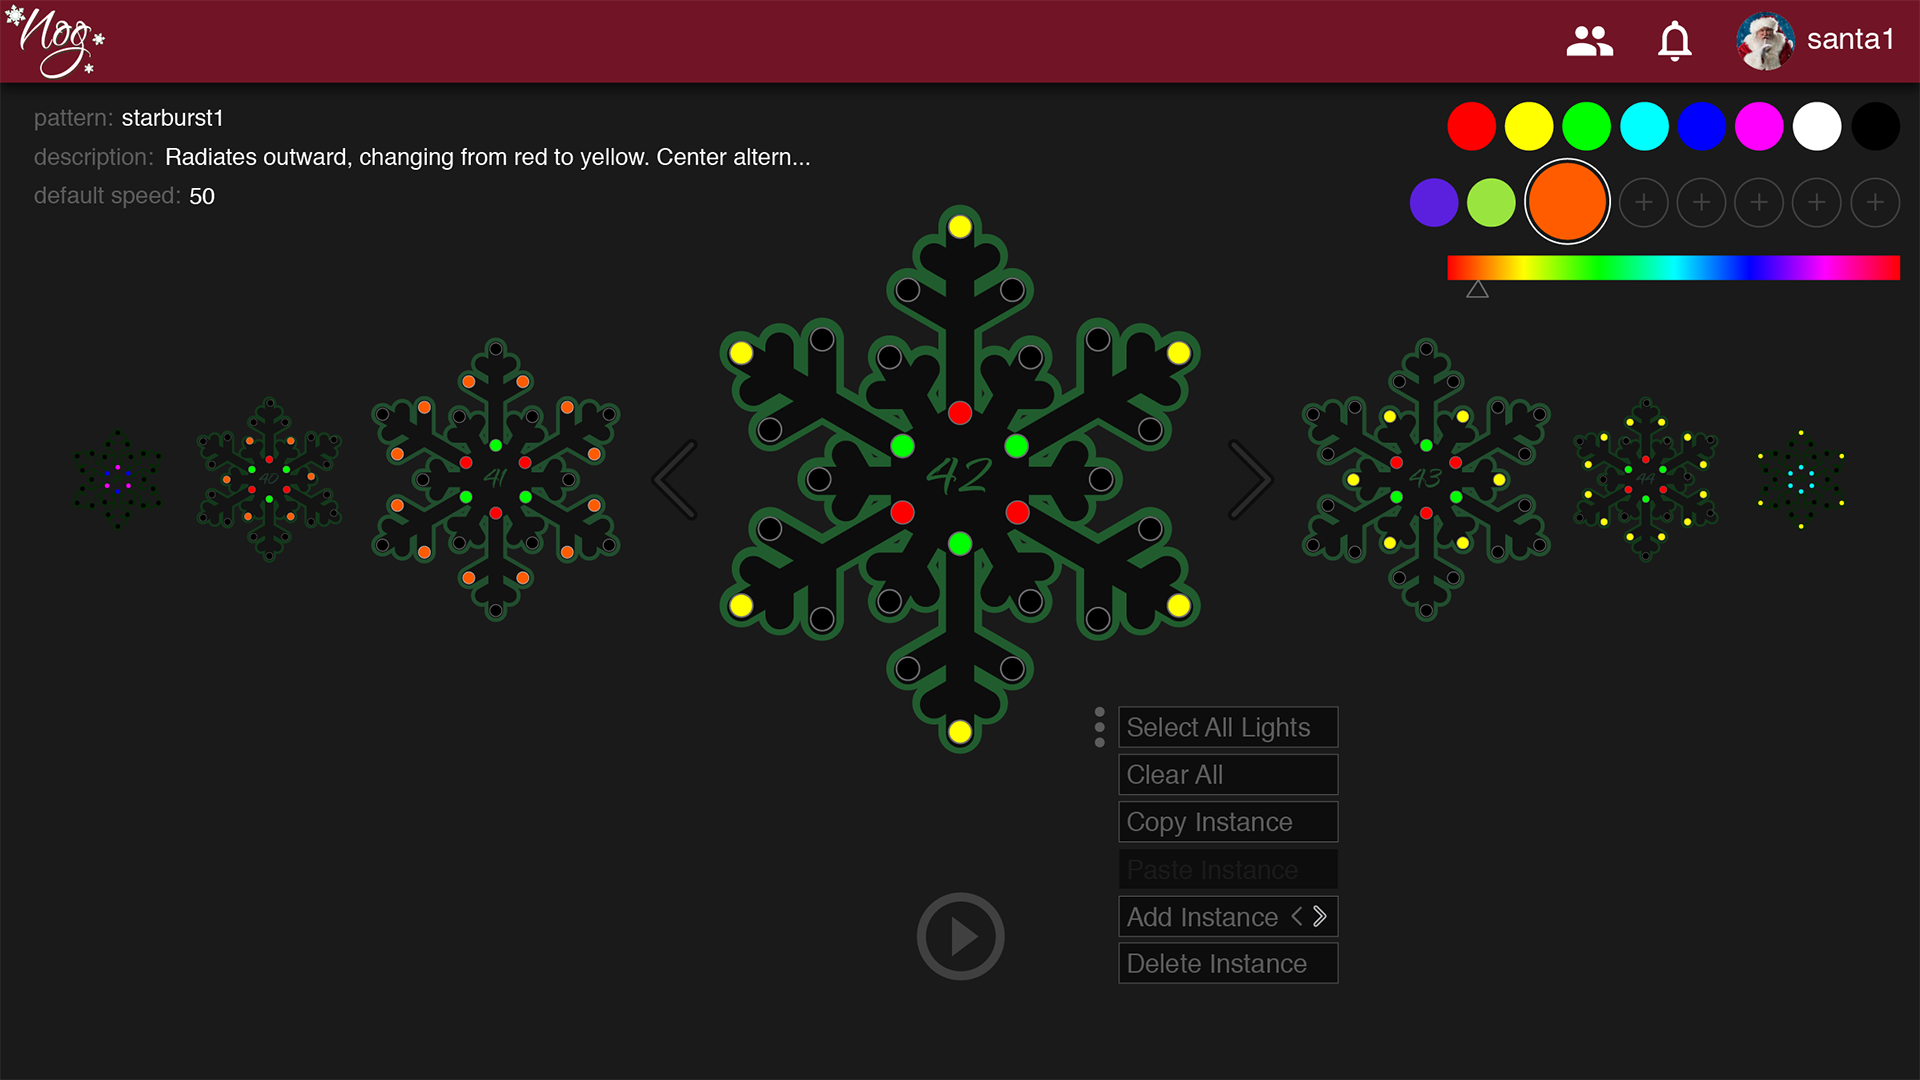 Nog
santa1
pattern: starburst1
description: Radiates outward, changing from red to yellow. Center altern...
default speed: 50
40
41
42
43
44
Select All Lights
Clear All
Copy Instance
Paste Instance
Add Instance
Delete Instance